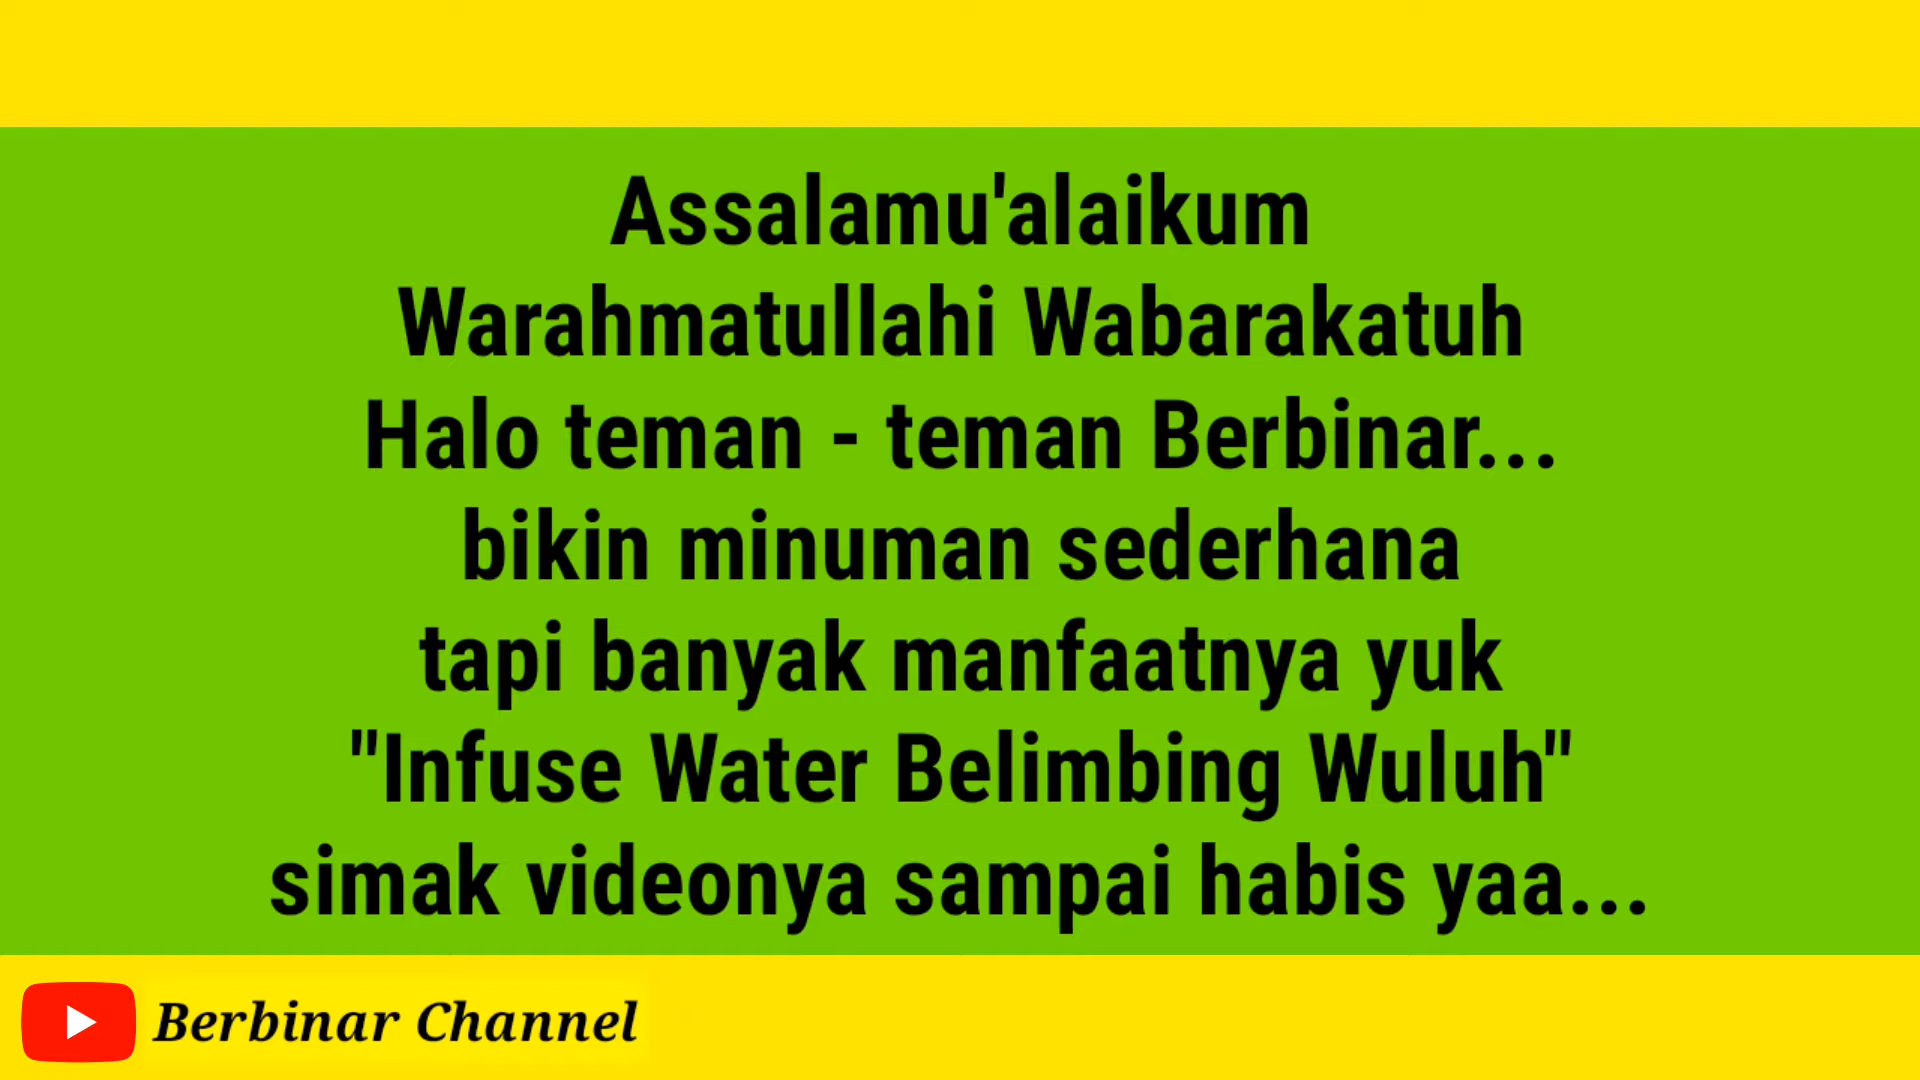 Assalamu'alaikum
Warahmatullahi Wabarakatuh
Halo teman - teman Berbinar...
bikin minuman sederhana
tapi banyak manfaatnya yuk
"Infuse Water Belimbing Wuluh"
simak videonya sampai habis yaa...
Berbinar Channel